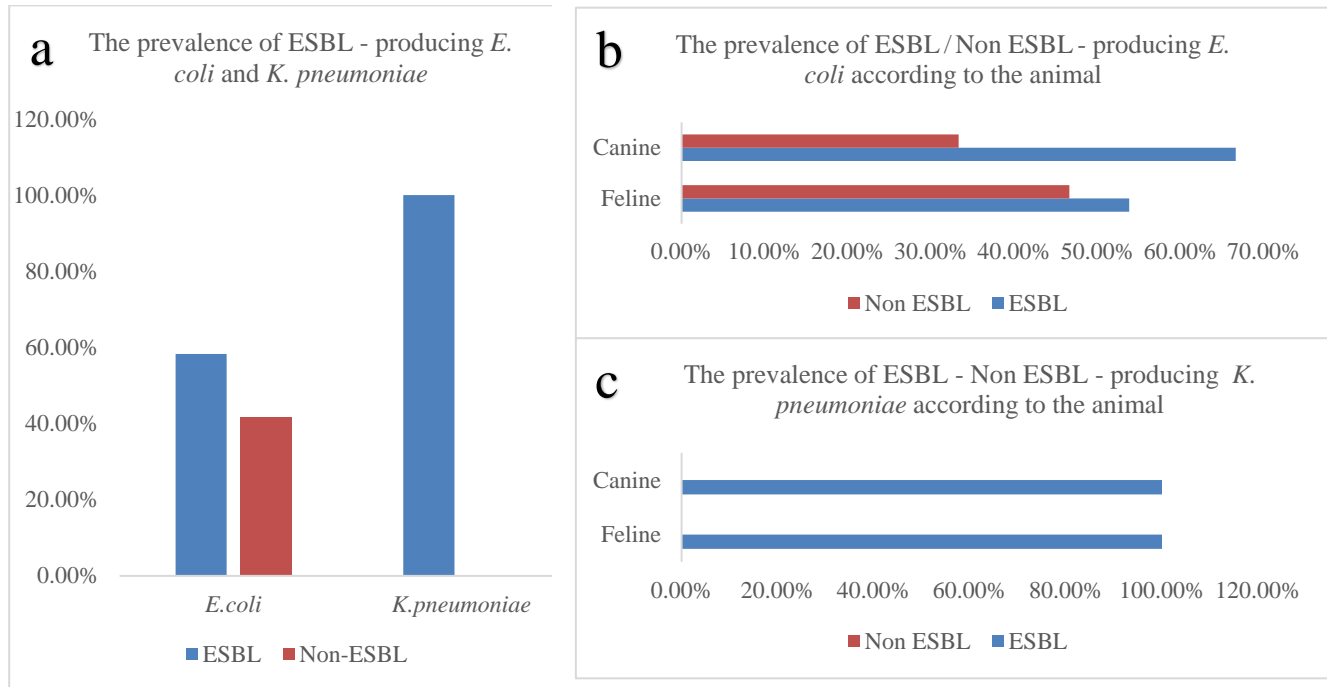 a
The prevalence of ESBL - producing E.
coli and K. pneumoniae
120.00%
100.00%
80.00%
60.00%
40.00%
20.00%
0.00%
E.coli K.pneumoniae
ESBL Non-ESBL
b
The prevalence of ESBL / Non ESBL - producing E.
coli according to the animal
Canine
Feline
0.00% 10.00% 20.00% 30.00% 40.00% 50.00% 60.00% 70.00%
Non ESBL ESBL
c
The prevalence of ESBL - Non ESBL - producing K.
pneumoniae according to the animal
Canine
Feline
0.00% 20.00% 40.00% 60.00% 80.00% 100.00% 120.00%
Non ESBL ESBL